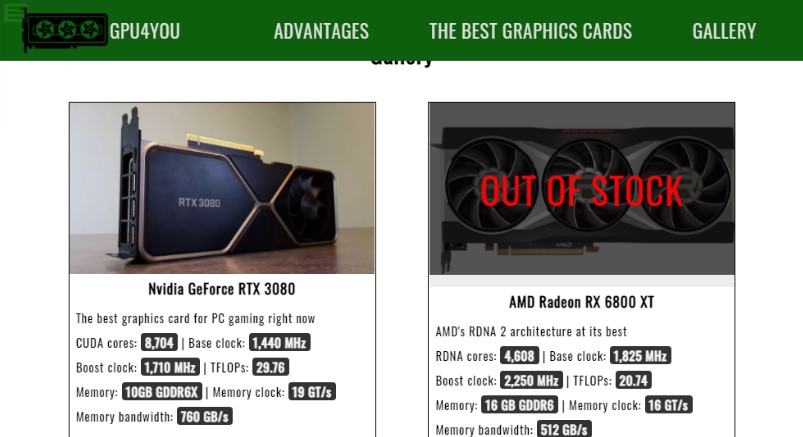 GPU4YOU
ADVANTAGES
THE BEST GRAPHICS CARDS
GALLERY
Gallery
RTX 3080
OUT OF STOCK
Nvidia GeForce RTX 3080
The best graphics card for PC gaming right now
CUDA cores: 8,704 | Base clock: 1,440 MHz
Boost clock: 1,710 MHz | TFLOPs: 29.76
Memory: 10GB GDDR6X | Memory clock: 19 GT/s
Memory bandwidth: 760 GB/s
AMD Radeon RX 6800 XT
AMD's RDNA 2 architecture at its best
RDNA cores: 4,608 | Base clock: 1,825 MHz
Boost clock: 2,250 MHz | TFLOPs: 20.74
Memory: 16 GB GDDR6 | Memory clock: 16 GT/s
Memory bandwidth: 512 GB/s